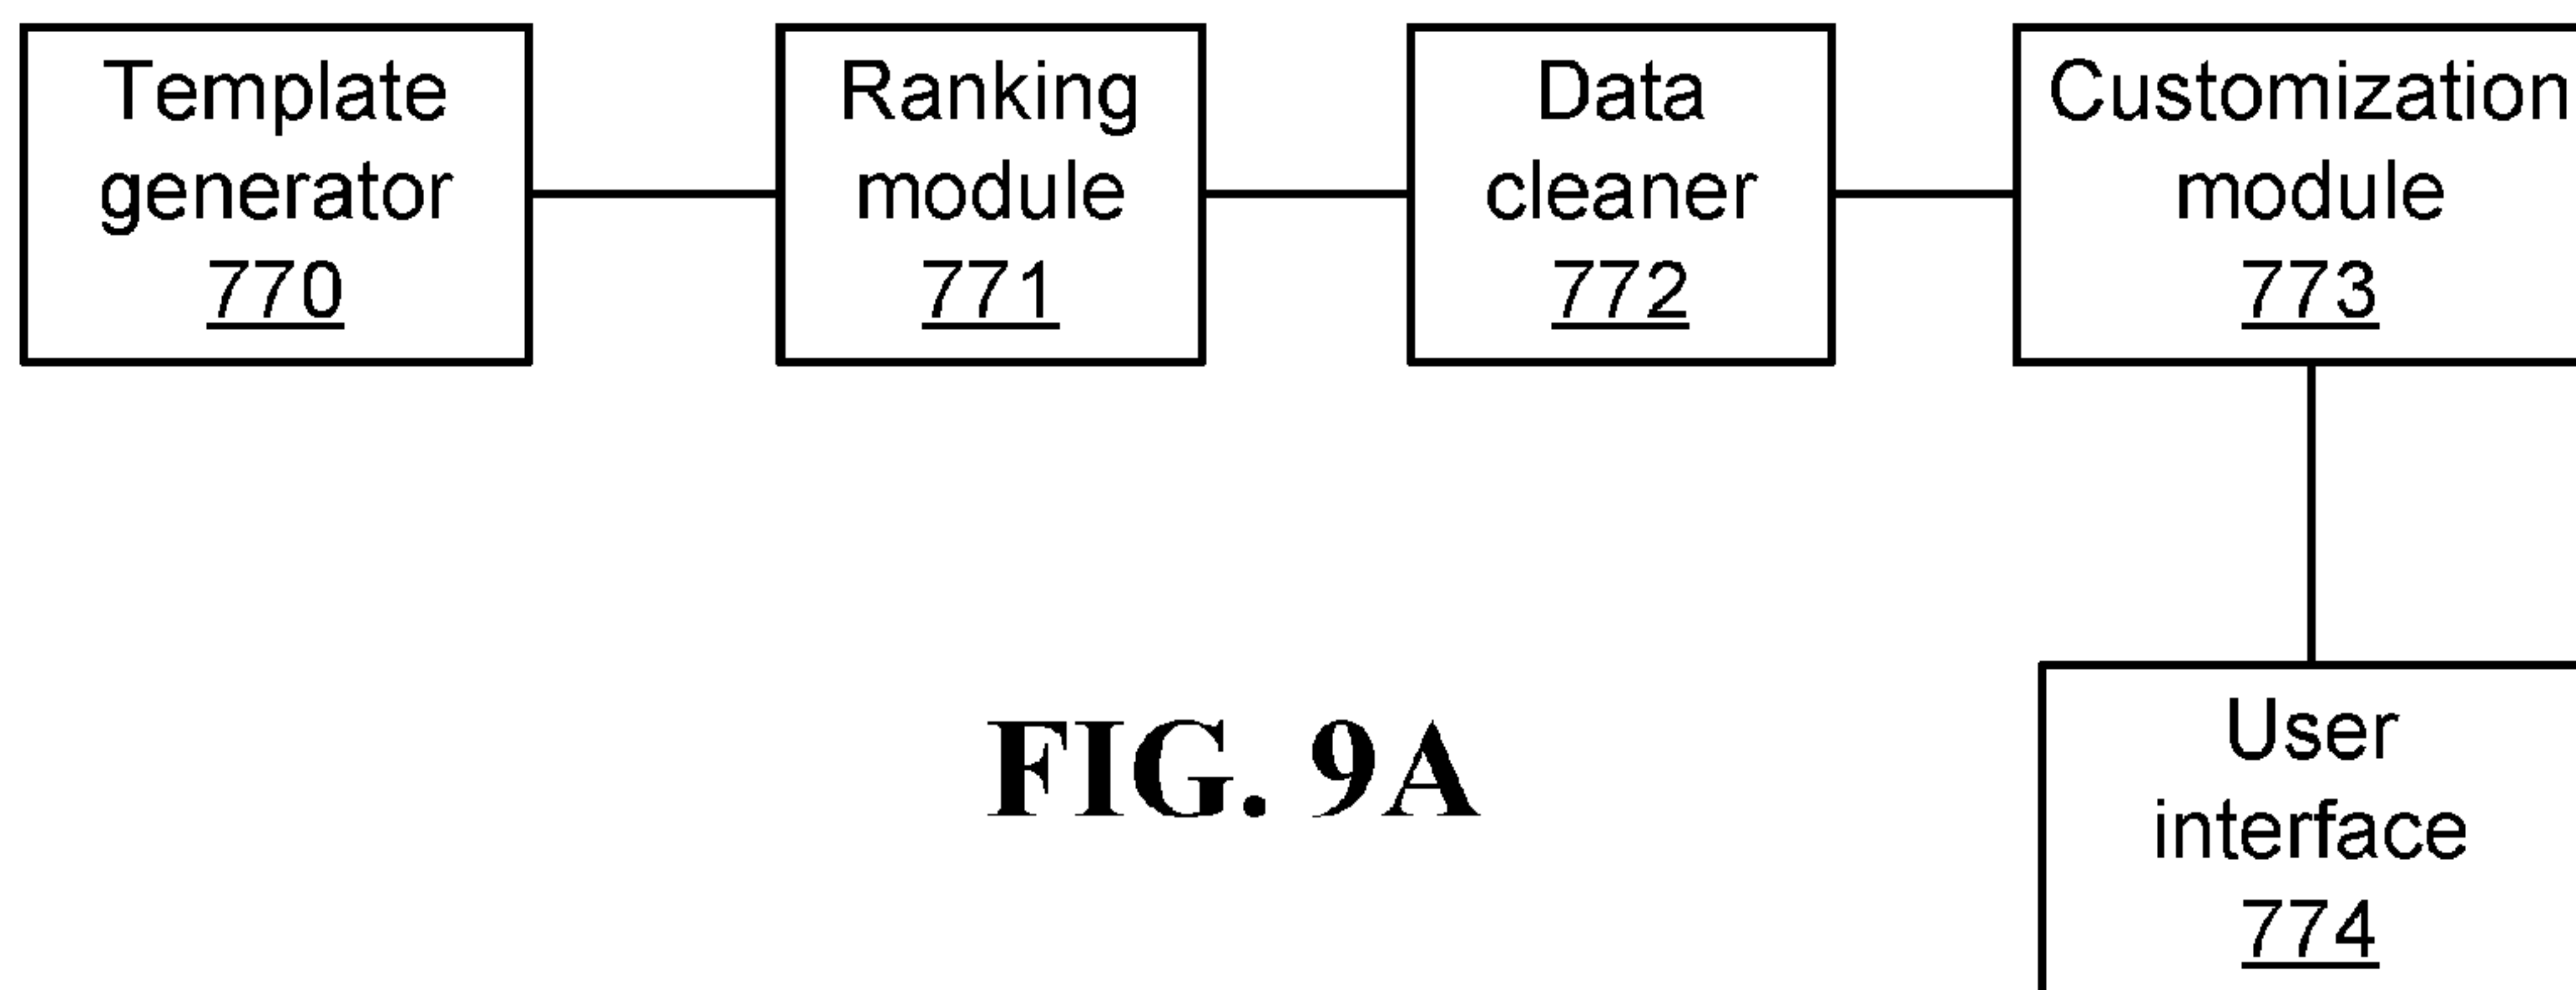 Template
generator
770
Ranking
module
771
Data
cleaner
772
Customization
module
773
User
interface
774
FIG. 9A